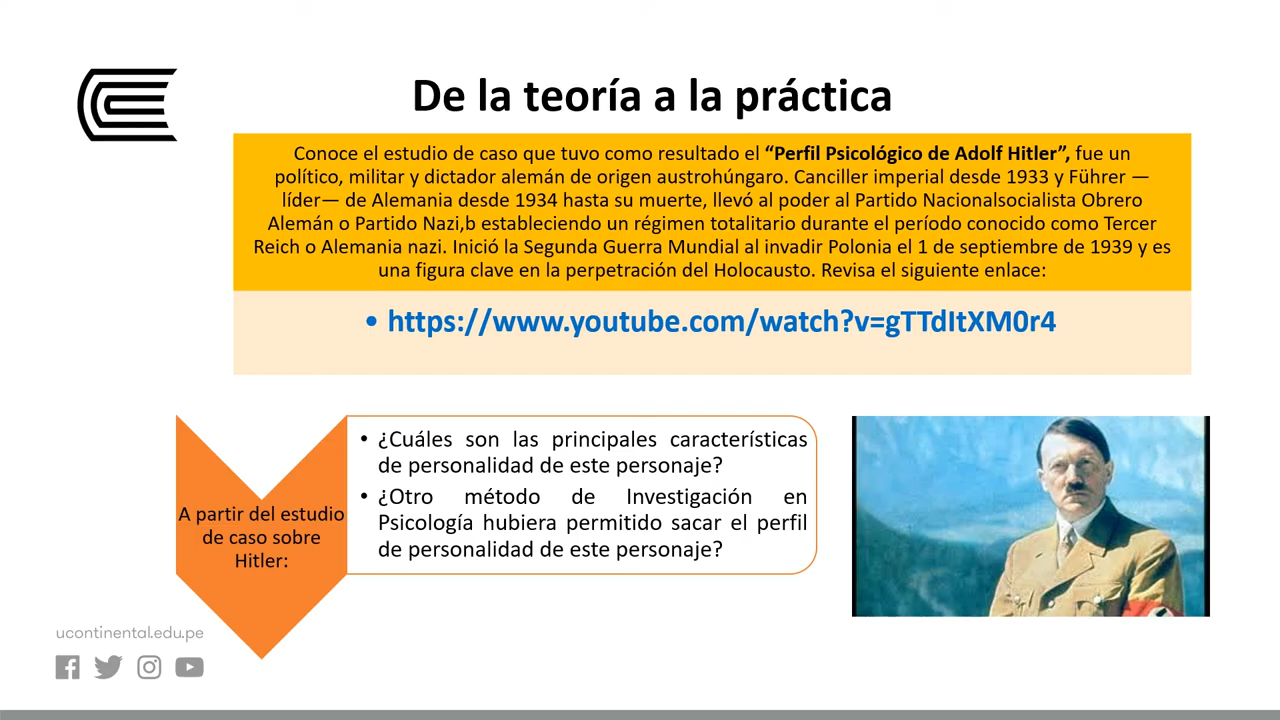 De la teoría a la práctica
Conoce el estudio de caso que tuvo como resultado el “Perfil Psicológico de Adolf Hitler”, fue un
político, militar y dictador alemán de origen austrohúngaro. Canciller imperial desde 1933 y Führer —
líder— de Alemania desde 1934 hasta su muerte, llevó al poder al Partido Nacionalsocialista Obrero
Alemán o Partido Nazi,b estableciendo un régimen totalitario durante el período conocido como Tercer
Reich o Alemania nazi. Inició la Segunda Guerra Mundial al invadir Polonia el 1 de septiembre de 1939 y es
una figura clave en la perpetración del Holocausto. Revisa el siguiente enlace:
• https://www.youtube.com/watch?v=gTTdItXM0r4
A partir del estudio
de caso sobre
Hitler:
• ¿Cuáles son las principales características
de personalidad de este personaje?
• ¿Otro método de Investigación en
Psicología hubiera permitido sacar el perfil
de personalidad de este personaje?
ucontinental.edu.pe